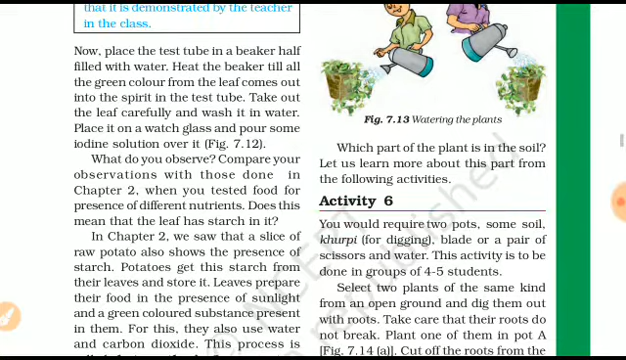 that it is demonstrated by the teacher
in the class.
Now, place the test tube in a beaker half
filled with water. Heat the beaker till all
the green colour from the leaf comes out
into the spirit in the test tube. Take out
the leaf carefully and wash it in water.
Place it on a watch glass and pour some
iodine solution over it (Fig. 7.12).
What do you observe? Compare your
observations with those done in
Chapter 2, when you tested food for
presence of different nutrients. Does this
mean that the leaf has starch in it?
In Chapter 2, we saw that a slice of
raw potato also shows the presence of
starch. Potatoes get this starch from
their leaves and store it. Leaves prepare
their food in the presence of sunlight
and a green coloured substance present
in them. For this, they also use water
and carbon dioxide. This process is
Fig. 7.13 Watering the plants
Which part of the plant is in the soil?
Let us learn more about this part from
the following activities.
Activity 6
You would require two pots, some soil,
khurpi (for digging), blade or a pair of
scissors and water. This activity is to be
done in groups of 4-5 students.
Select two plants of the same kind
from an open ground and dig them out
with roots. Take care that their roots do
not break. Plant one of them in pot A
[Fig. 7.14 (a)]. Cut off the roots from the